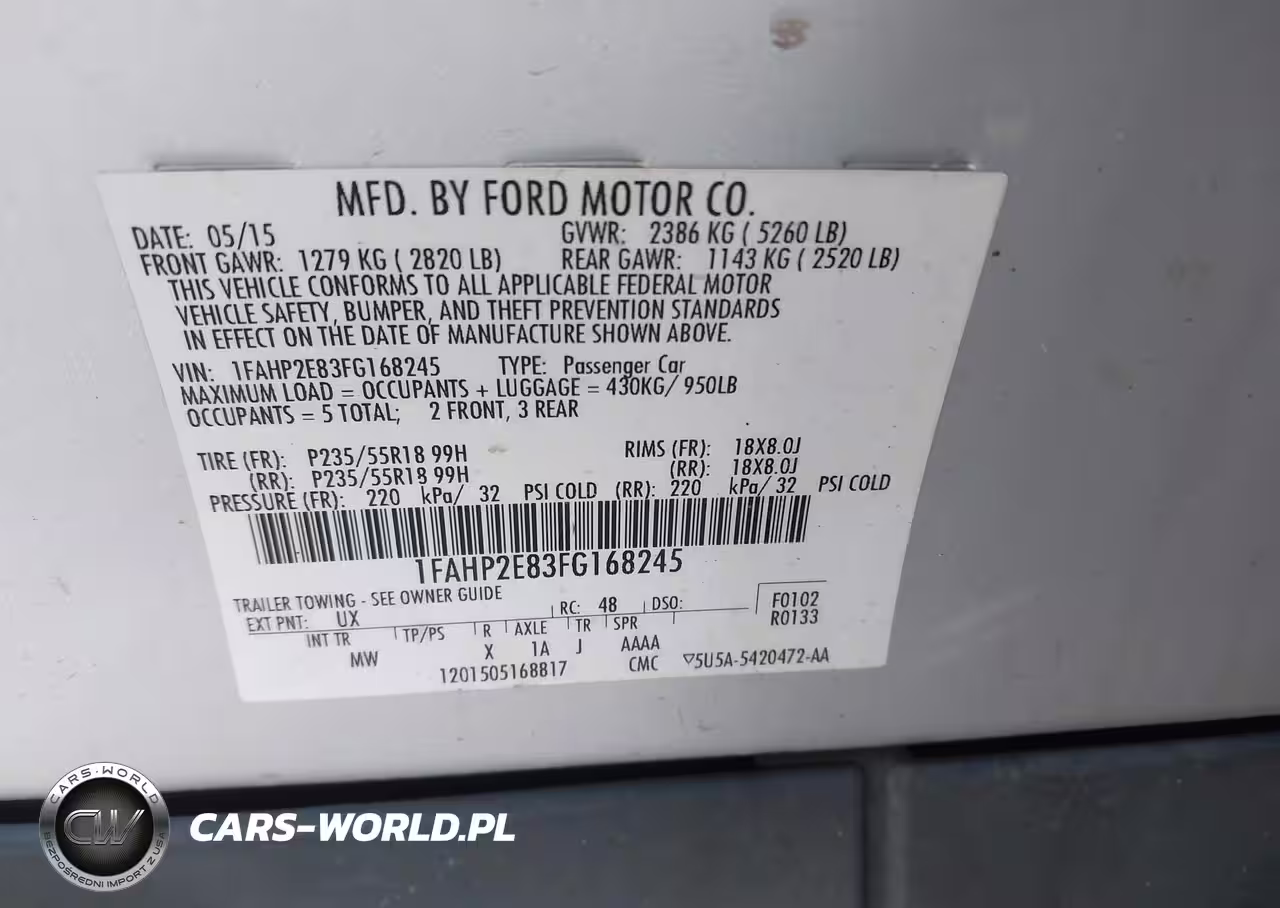 MFD. BY FORD MOTOR CO.
DATE: 05/15 GVWR: 2386 KG ( 5260 LB)
FRONT GAWR: 1279 KG ( 2820 LB) REAR GAWR: 1143 KG ( 2520 LB)
THIS VEHICLE CONFORMS TO ALL APPLICABLE FEDERAL MOTOR
VEHICLE SAFETY, BUMPER, AND THEFT PREVENTION STANDARDS
IN EFFECT ON THE DATE OF MANUFACTURE SHOWN ABOVE.
VIN: 1FAHP2E83FG168245 TYPE: Passenger Car
MAXIMUM LOAD = OCCUPANTS + LUGGAGE = 430KG/ 950LB
OCCUPANTS = 5 TOTAL; 2 FRONT, 3 REAR
TIRE (FR): P235/55R18 99H RIMS (FR): 18X8.0J
(RR): P235/55R18 99H (RR): 18X8.0J
PRESSURE (FR): 220 kPa/ 32 PSI COLD (RR): 220 kPa/ 32 PSI COLD
1FAHP2E83FG168245
TRAILER TOWING - SEE OWNER GUIDE
EXT PNT: UX RC: 48 DSO: F0102
R0133
INT TR TP/PS R AXLE TR SPR
MW X 1A J AAAA
1201505168817 CMC ▽5U5A-5420472-AA
CARS-WORLD
CW
BEZPOŚREDNI IMPORT Z USA
CARS-WORLD.PL